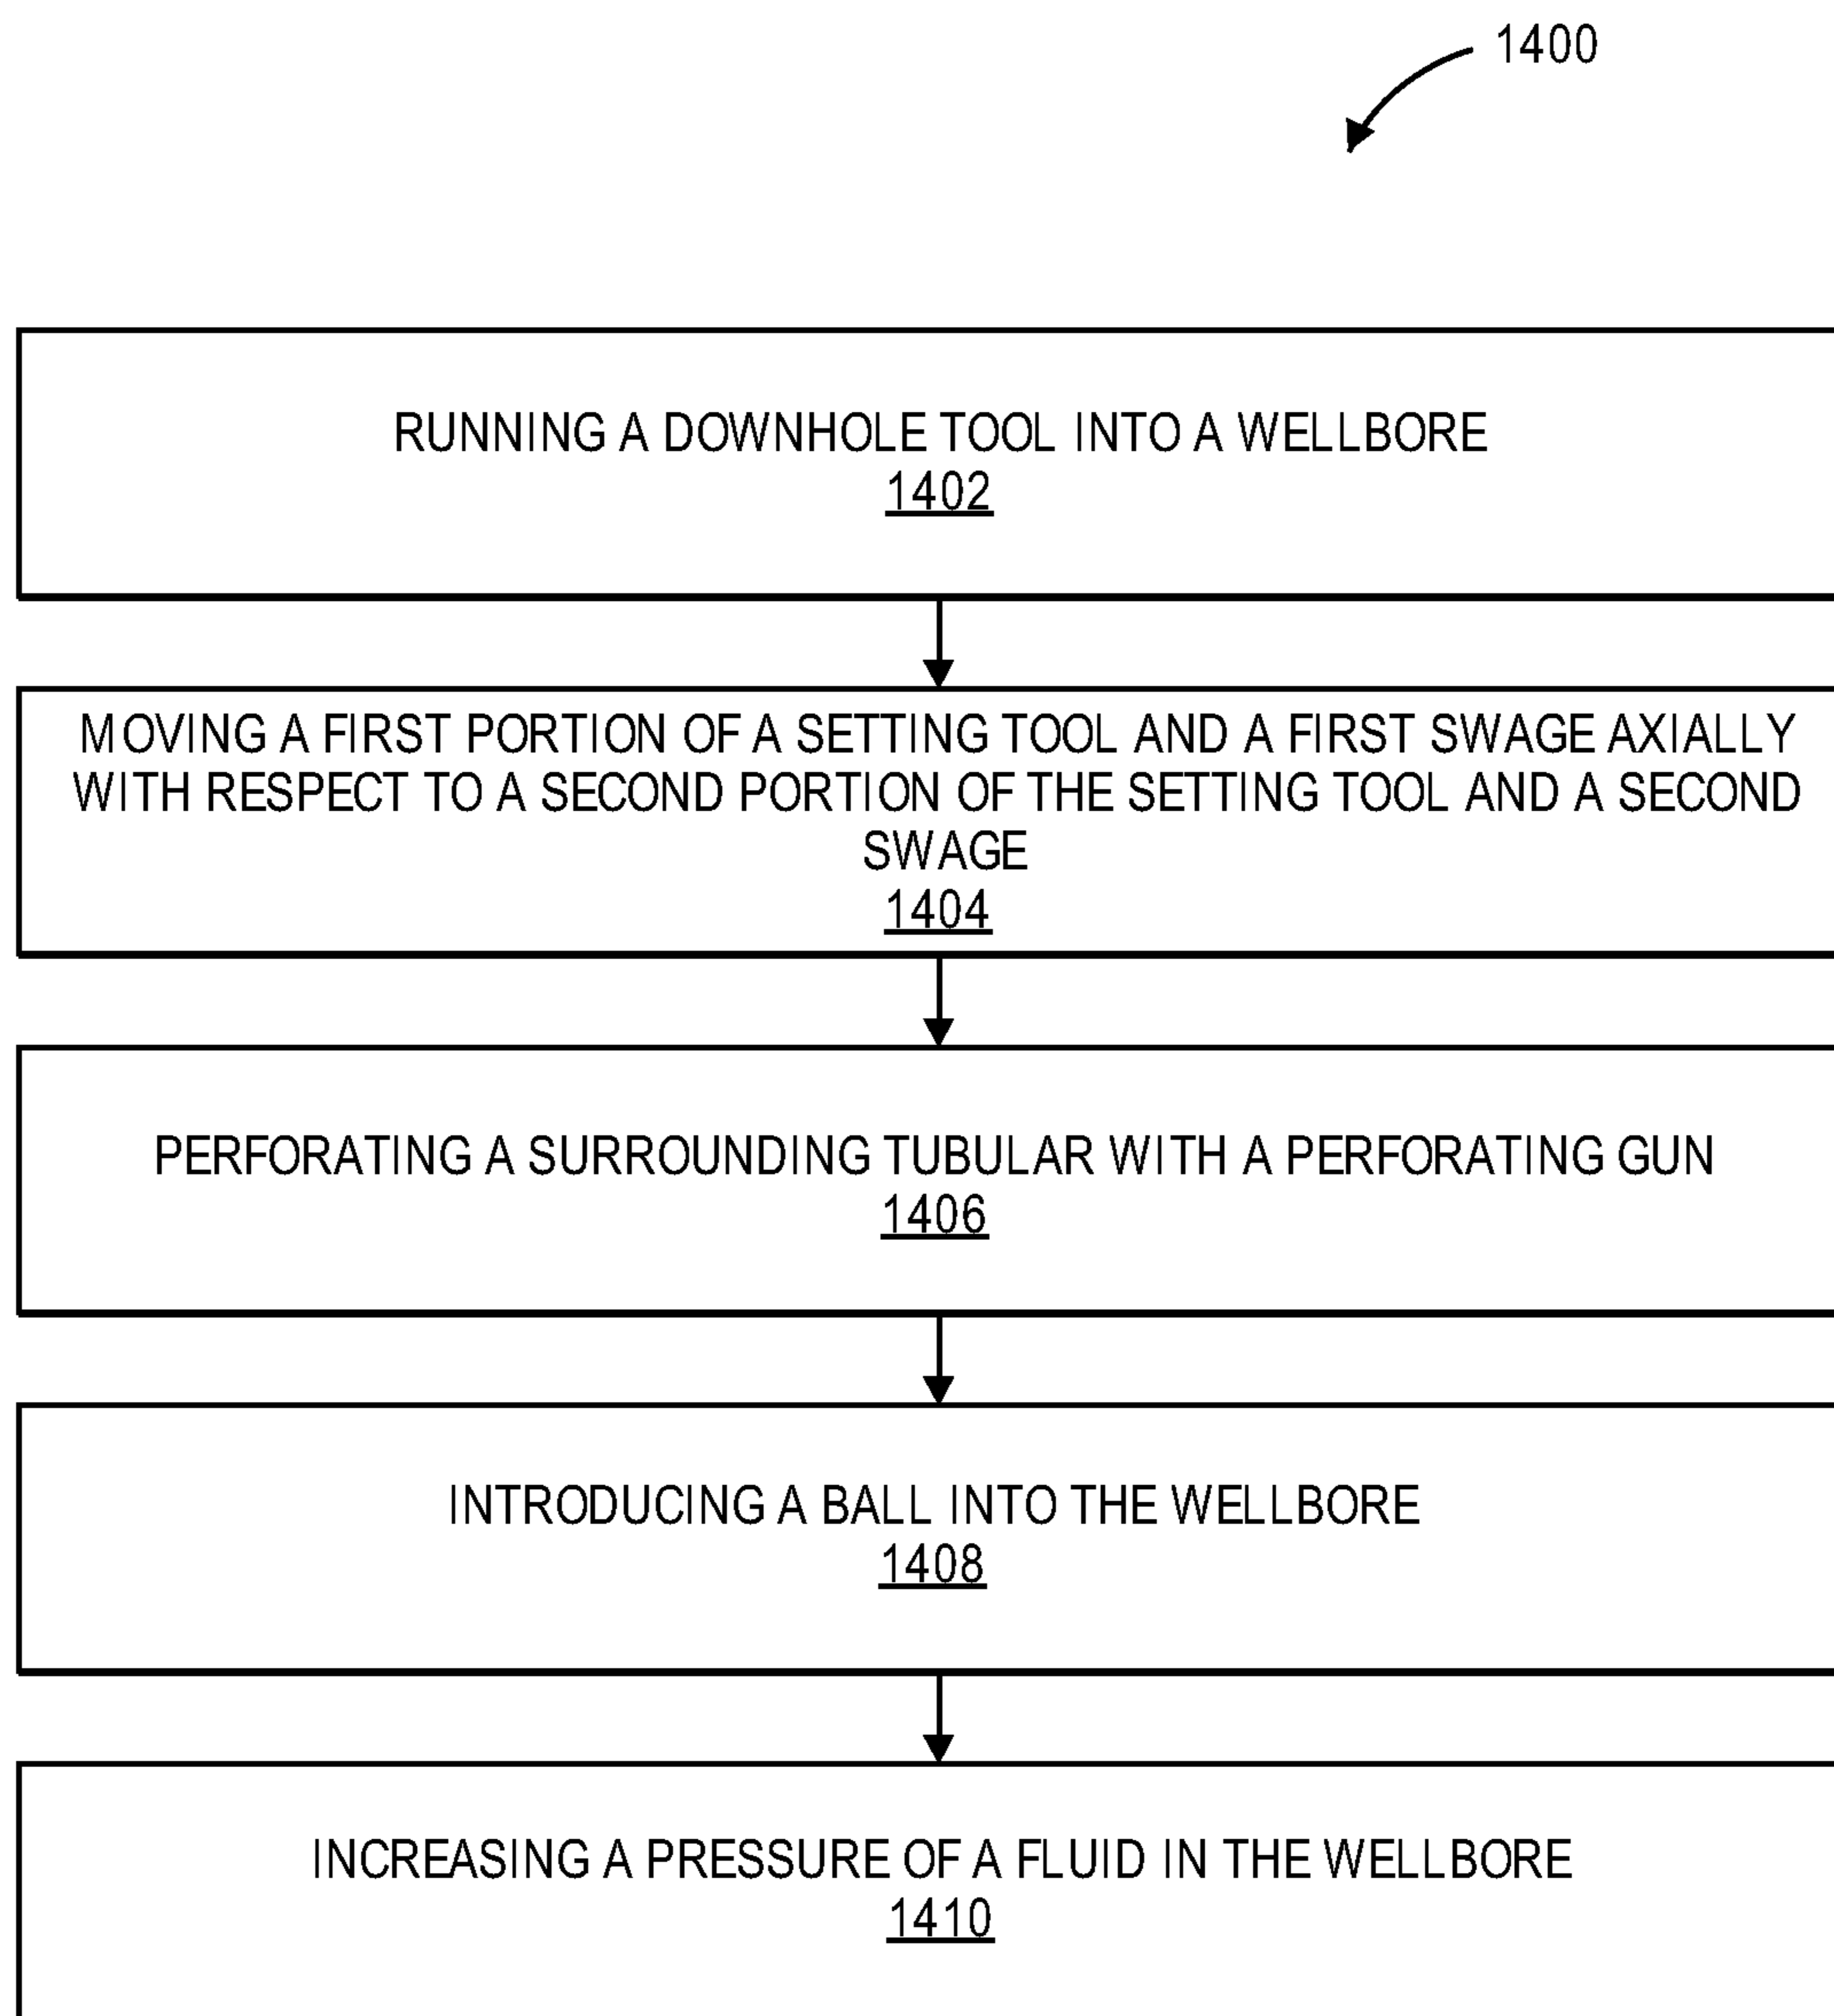 1400
RUNNING A DOWNHOLE TOOL INTO A WELLBORE
1402
MOVING A FIRST PORTION OF A SETTING TOOL AND A FIRST SWAGE AXIALLY
WITH RESPECT TO A SECOND PORTION OF THE SETTING TOOL AND A SECOND
SWAGE
1404
PERFORATING A SURROUNDING TUBULAR WITH A PERFORATING GUN
1406
INTRODUCING A BALL INTO THE WELLBORE
1408
INCREASING A PRESSURE OF A FLUID IN THE WELLBORE
1410